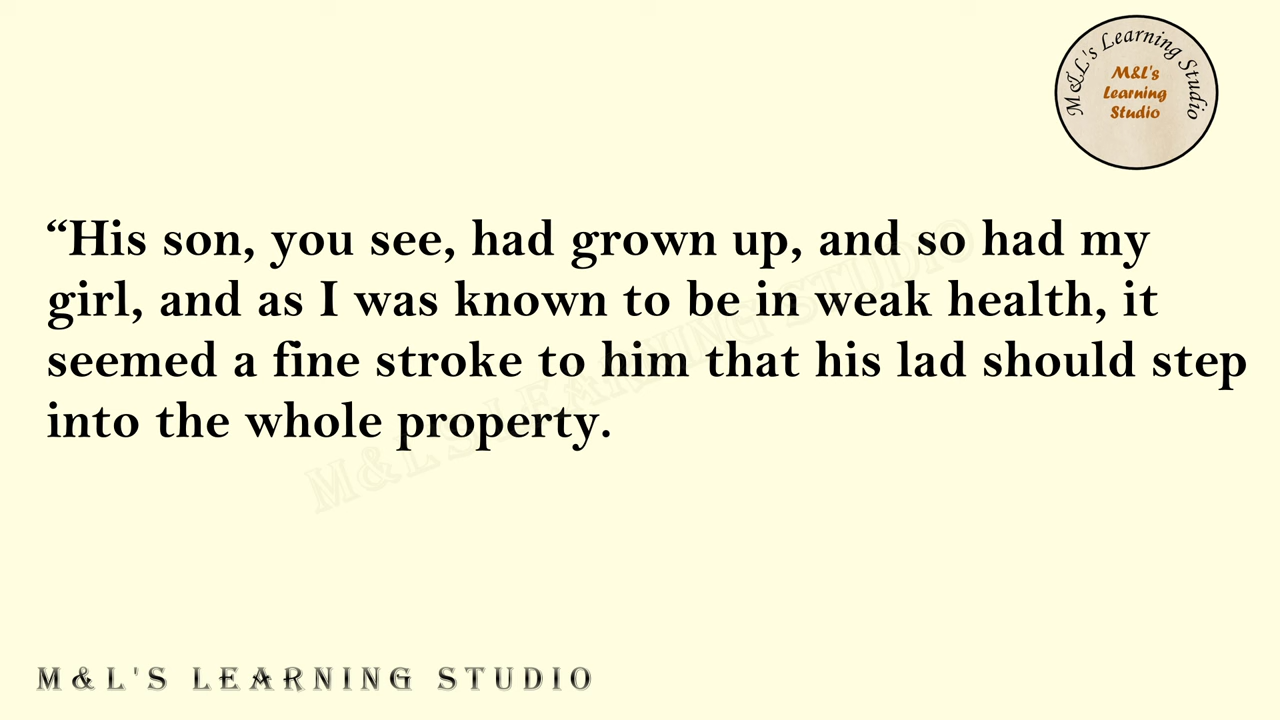 M&L's Learning Studio
M&L's
Learning
Studio
“His son, you see, had grown up, and so had my
girl, and as I was known to be in weak health, it
seemed a fine stroke to him that his lad should step
into the whole property.
M&L'S LEARNING STUDIO
M&L'S LEARNING STUDIO